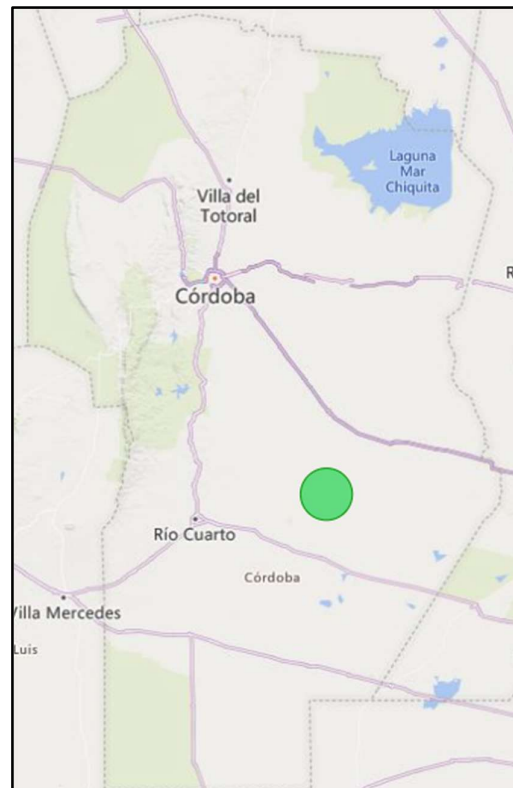 Laguna
Mar
Chiquita
Villa del
Totoral
R
Córdoba
Río Cuarto
Córdoba
Villa Mercedes
Luis